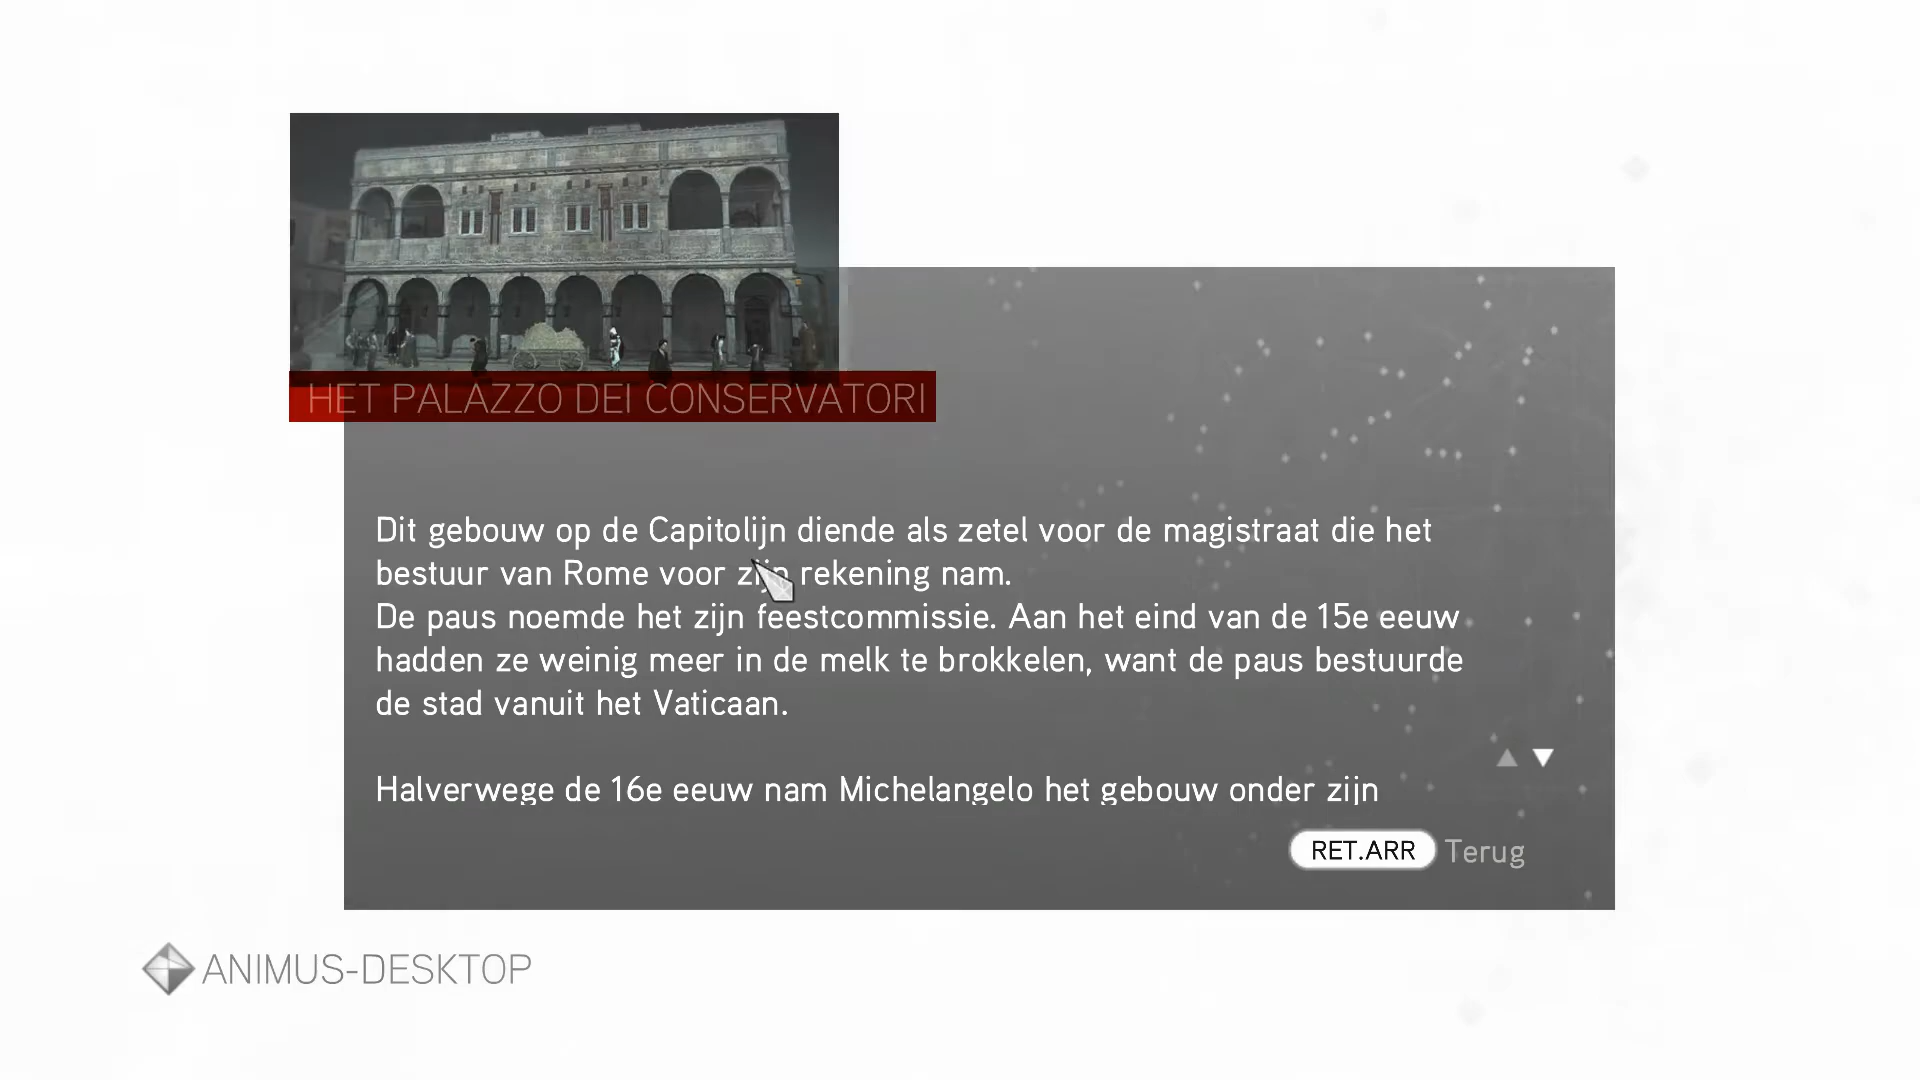 HET PALAZZO DEI CONSERVATORI
Dit gebouw op de Capitolijn diende als zetel voor de magistraat die het
bestuur van Rome voor zijn rekening nam.
De paus noemde het zijn feestcommissie. Aan het eind van de 15e eeuw
hadden ze weinig meer in de melk te brokkelen, want de paus bestuurde
de stad vanuit het Vaticaan.
Halverwege de 16e eeuw nam Michelangelo het gebouw onder zijn
RET.ARR Terug
ANIMUS-DESKTOP